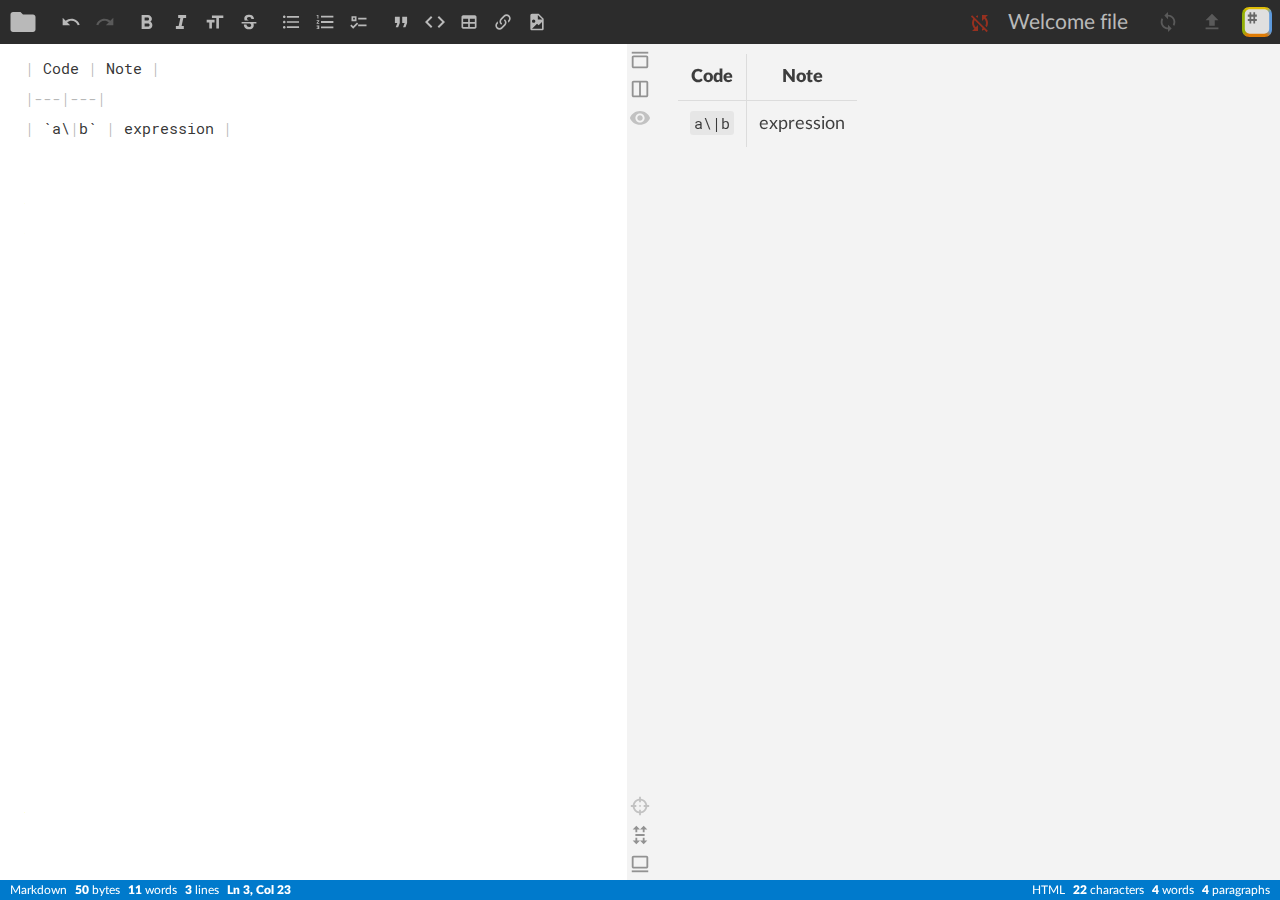 Welcome file
| Code | Note |
|---|---|
| `a\|b` | expression |
Code Note
a\|b expression
Markdown 50 bytes 11 words 3 lines Ln 3, Col 23
HTML 22 characters 4 words 4 paragraphs